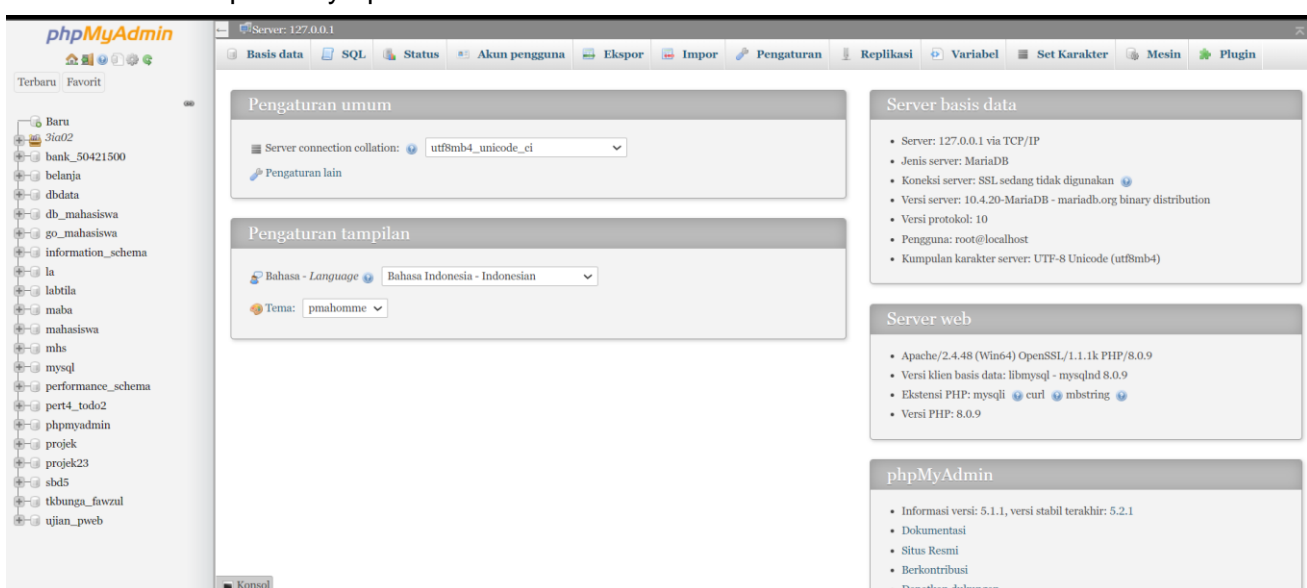 phpMyAdmin
Terbaru Favorit
Baru
3ia02
bank_50421500
belanja
dbdata
db_mahasiswa
go_mahasiswa
information_schema
la
labtila
maba
mahasiswa
mhs
mysql
performance_schema
pert4_todo2
phpmyadmin
projek
projek23
sbd5
tkbunga_fawzul
ujian_pweb
Server: 127.0.0.1
Basis data SQL Status Akun pengguna Ekspor Impor Pengaturan Replikasi Variabel Set Karakter Mesin Plugin
Pengaturan umum
Server connection collation: utf8mb4_unicode_ci
Pengaturan lain
Pengaturan tampilan
Bahasa - Language Bahasa Indonesia - Indonesian
Tema: pmahomme
Server basis data
• Server: 127.0.0.1 via TCP/IP
• Jenis server: MariaDB
• Koneksi server: SSL sedang tidak digunakan
• Versi server: 10.4.20-MariaDB - mariadb.org binary distribution
• Versi protokol: 10
• Pengguna: root@localhost
• Kumpulan karakter server: UTF-8 Unicode (utf8mb4)
Server web
• Apache/2.4.48 (Win64) OpenSSL/1.1.1k PHP/8.0.9
• Versi klien basis data: libmysql - mysqlnd 8.0.9
• Ekstensi PHP: mysqli curl mbstring
• Versi PHP: 8.0.9
phpMyAdmin
• Informasi versi: 5.1.1, versi stabil terakhir: 5.2.1
• Dokumentasi
• Situs Resmi
• Berkontribusi
Konsol